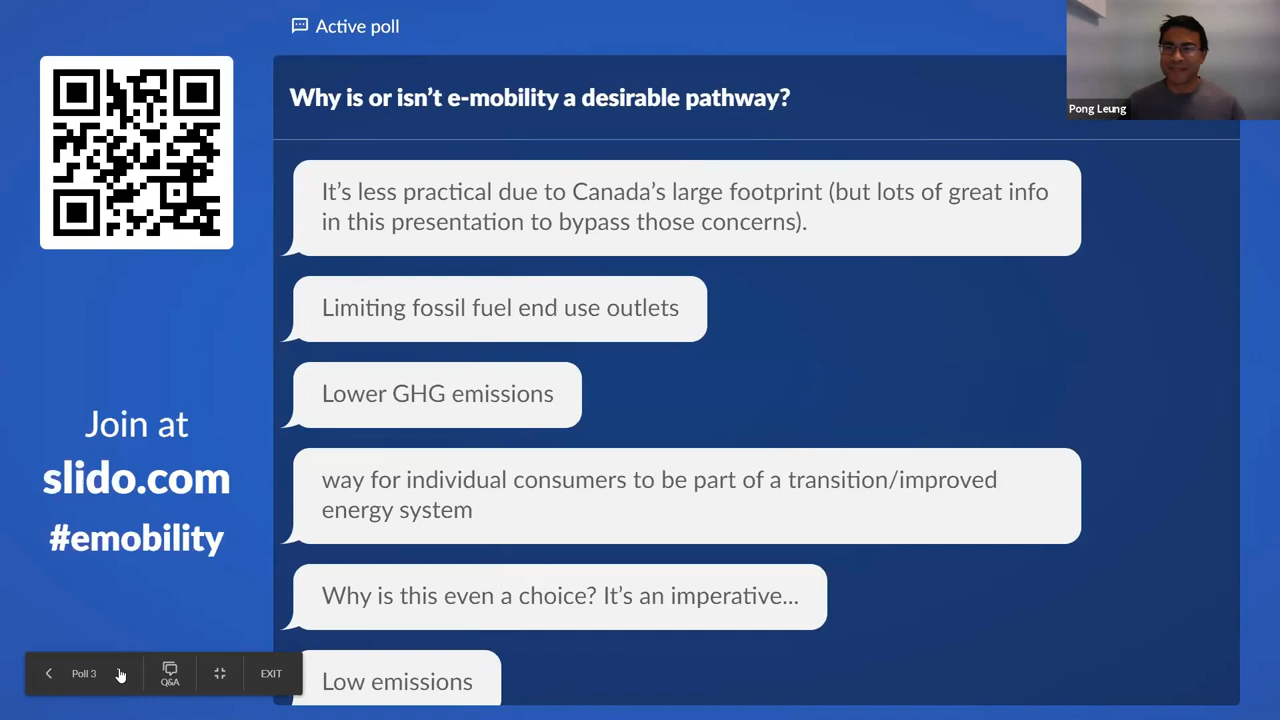 Active poll
Pong Leung
Why is or isn't e-mobility a desirable pathway?
It's less practical due to Canada's large footprint (but lots of great info
in this presentation to bypass those concerns).
Limiting fossil fuel end use outlets
Lower GHG emissions
way for individual consumers to be part of a transition/improved
energy system
Why is this even a choice? It's an imperative...
Low emissions
Join at
slido.com
#emobility
Poll 3
Q&A
EXIT